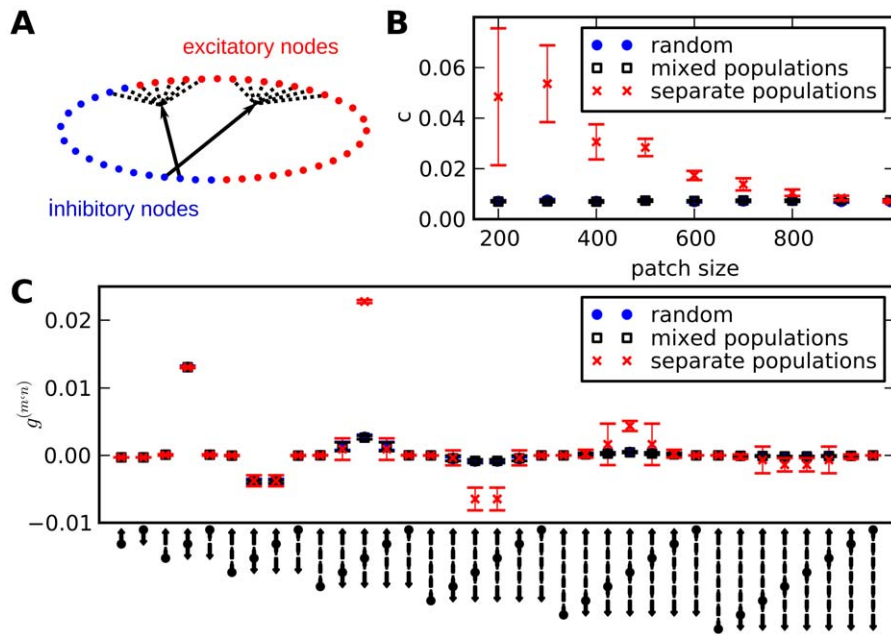 A
excitatory nodes
inhibitory nodes
B
random
mixed populations
separate populations
c
0.06
0.04
0.02
0.00
200
400
600
800
patch size
C
random
mixed populations
separate populations
g^(m,n)
0.02
0.01
0.00
−0.01